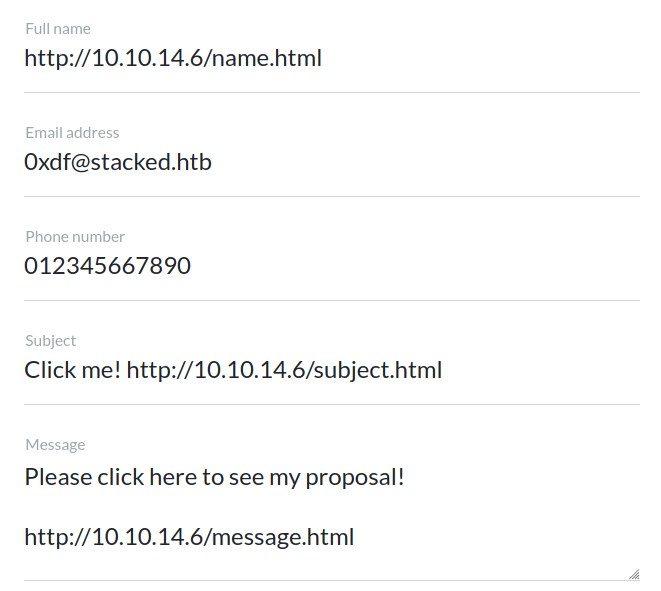 Full name
http://10.10.14.6/name.html
Email address
0xdf@stacked.htb
Phone number
012345667890
Subject
Click me! http://10.10.14.6/subject.html
Message
Please click here to see my proposal!
http://10.10.14.6/message.html